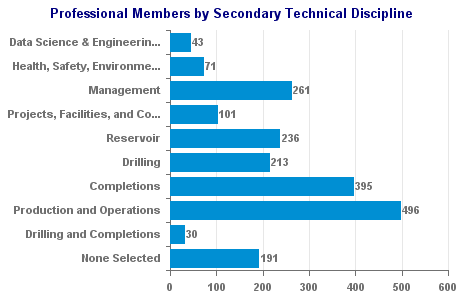 Professional Members by Secondary Technical Discipline
Data Science & Engineerin... 43
Health, Safety, Environme... 71
Management 261
Projects, Facilities, and Co... 101
Reservoir 236
Drilling 213
Completions 395
Production and Operations 496
Drilling and Completions 30
None Selected 191
0 100 200 300 400 500 600